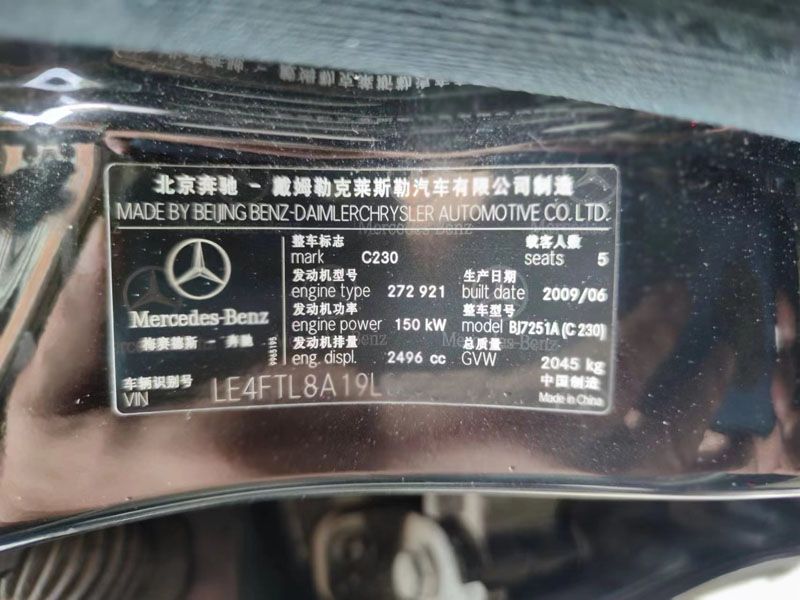 北京奔驰 - 戴姆勒克莱斯勒汽车有限公司制造
MADE BY BEIJING BENZ-DAIMLERCHRYSLER AUTOMOTIVE CO. LTD.
整车标志 载客人数
mark C230 seats 5
发动机型号 生产日期
engine type 272 921 built date 2009/06
发动机功率 整车型号
engine power 150 kW model BJ7251A (C 230)
发动机排量 总质量
eng. displ. 2496 cc GVW 2045 kg
Mercedes-Benz
梅赛德斯 - 奔驰
车辆识别号 中国制造
VIN LE4FTL8A19L Made in China